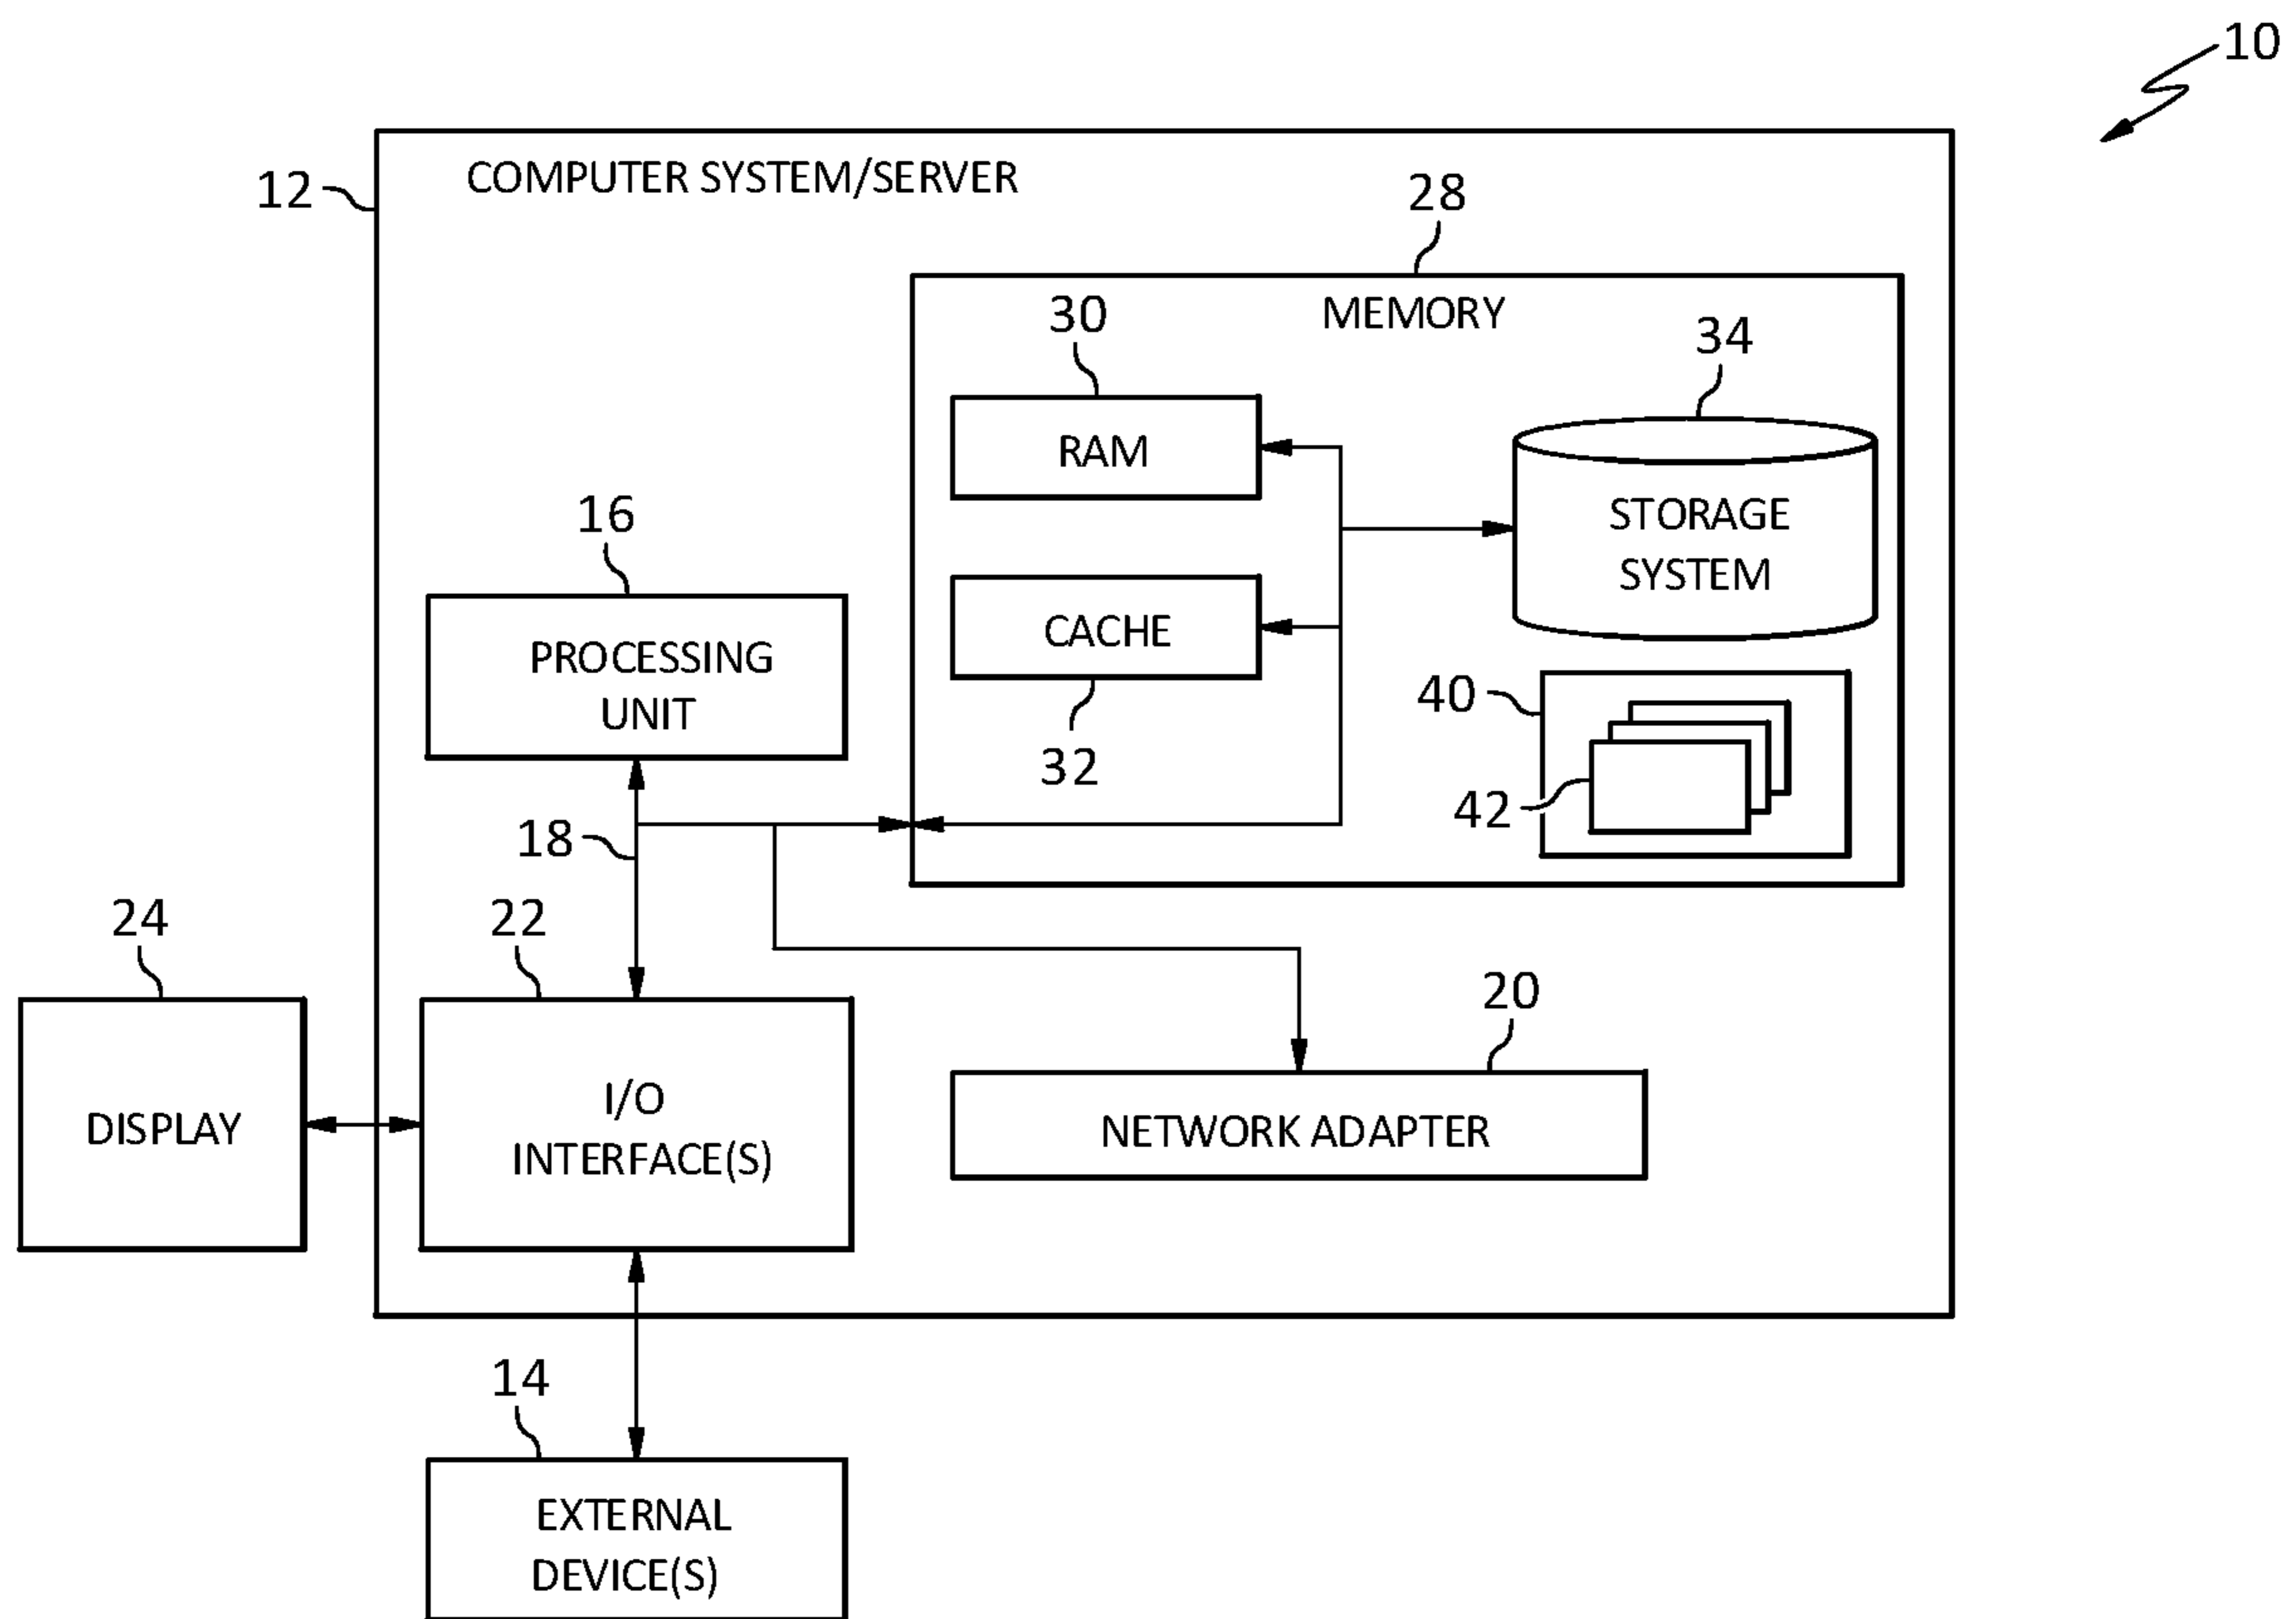 10
12
COMPUTER SYSTEM/SERVER
28
MEMORY
30
34
RAM
STORAGE
SYSTEM
16
CACHE
PROCESSING
UNIT
40
32
42
18
24
22
20
DISPLAY
I/O
INTERFACE(S)
NETWORK ADAPTER
14
EXTERNAL
DEVICE(S)